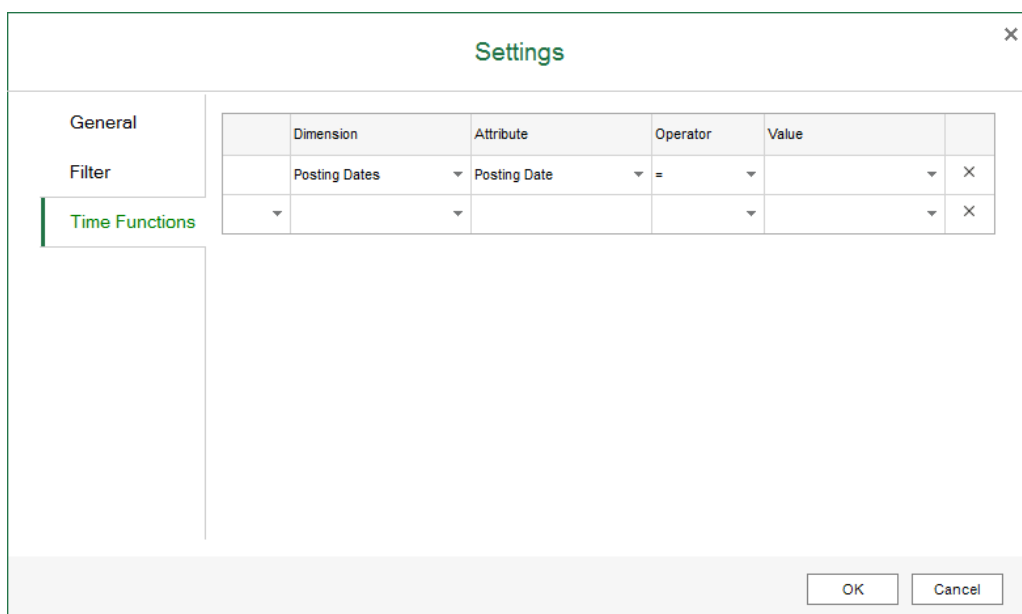 Settings
General
Filter
Time Functions
Dimension Attribute Operator Value
Posting Dates Posting Date =
OK Cancel